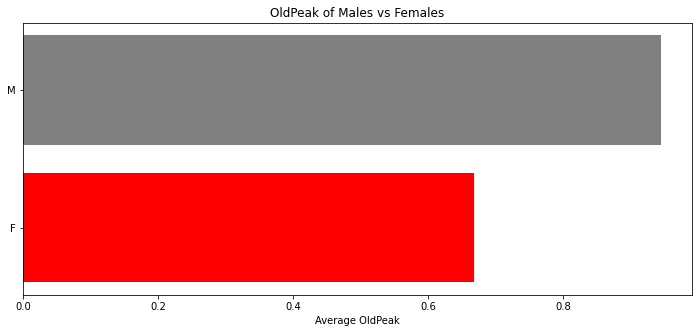 OldPeak of Males vs Females
M
F
0.0 0.2 0.4 0.6 0.8
Average OldPeak